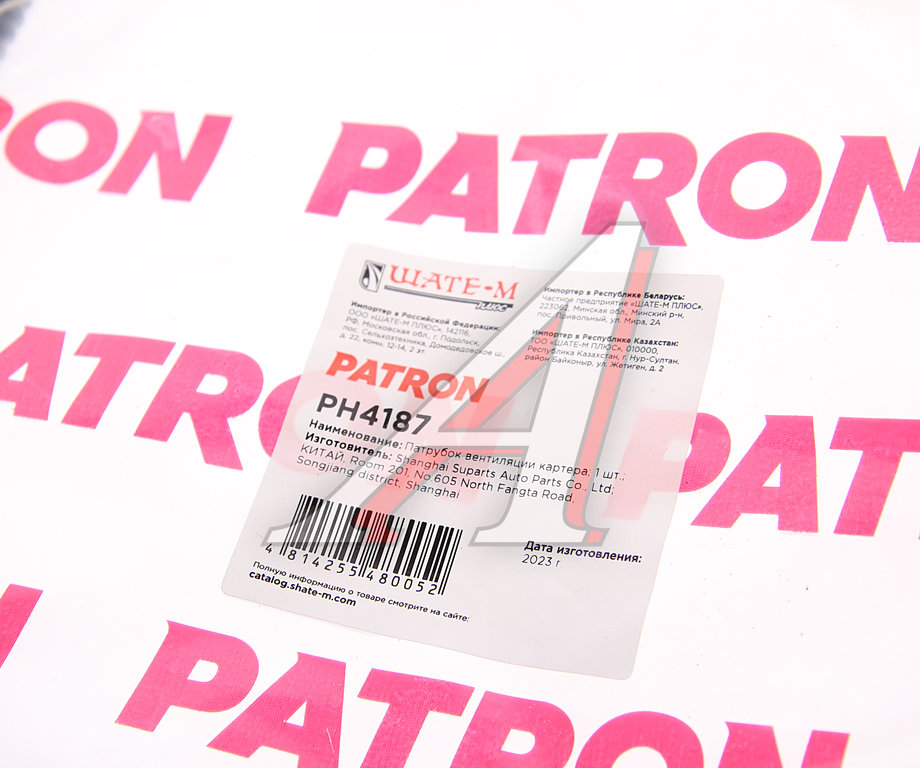 PATRON
PATRON
ШАТЕ-М
ПЛЮС
Импортер в Российской Федерации:
ООО «ШАТЕ-М ПЛЮС», 142116,
РФ, Московская обл., г. Подольск,
пос. Сельхозтехника, Домодедовское ш.,
д. 22, комн. 12-14, 2 эт.
Импортер в Республике Беларусь:
Частное предприятие «ШАТЕ-М ПЛЮС»,
223062, Минская обл., Минский р-н,
пос. Привольный, ул. Мира, 2А
Импортер в Республике Казахстан:
ТОО «ШАТЕ-М ПЛЮС», 010000,
Республика Казахстан, г. Нур-Султан,
район Байконыр, ул. Жетиген, д. 2
PATRON
PH4187
Наименование: Патрубок вентиляции картера, 1 шт.;
Изготовитель: Shanghai Suparts Auto Parts Co., Ltd;
КИТАЙ, Room 201, No.605 North Fangta Road,
Songjiang district, Shanghai
4 814255 480052
Дата изготовления:
2023 г
Полную информацию о товаре смотрите на сайте:
catalog.shate-m.com
ATRON
PAT
PATRON
PATRON